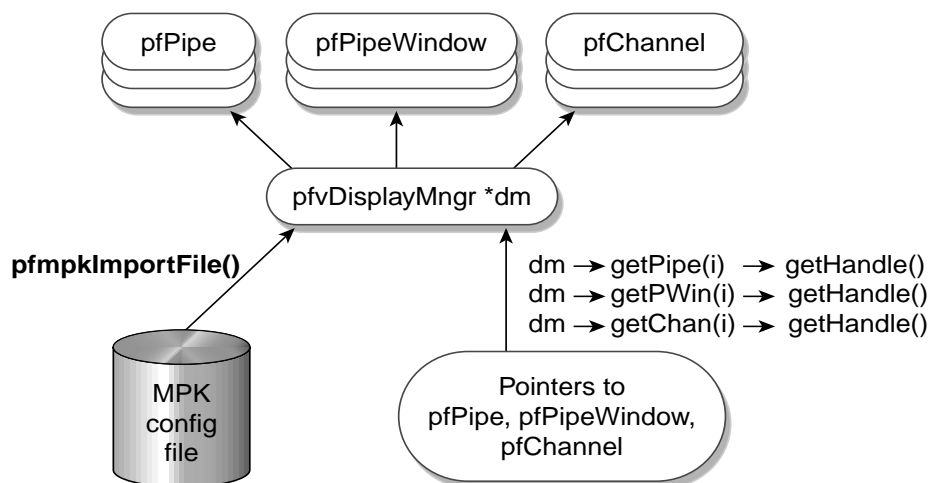 pfPipe
pfPipeWindow
pfChannel
pfvDisplayMngr *dm
pfmpkImportFile()
dm → getPipe(i) → getHandle()
dm → getPWin(i) → getHandle()
dm → getChan(i) → getHandle()
MPK
config
file
Pointers to
pfPipe, pfPipeWindow,
pfChannel